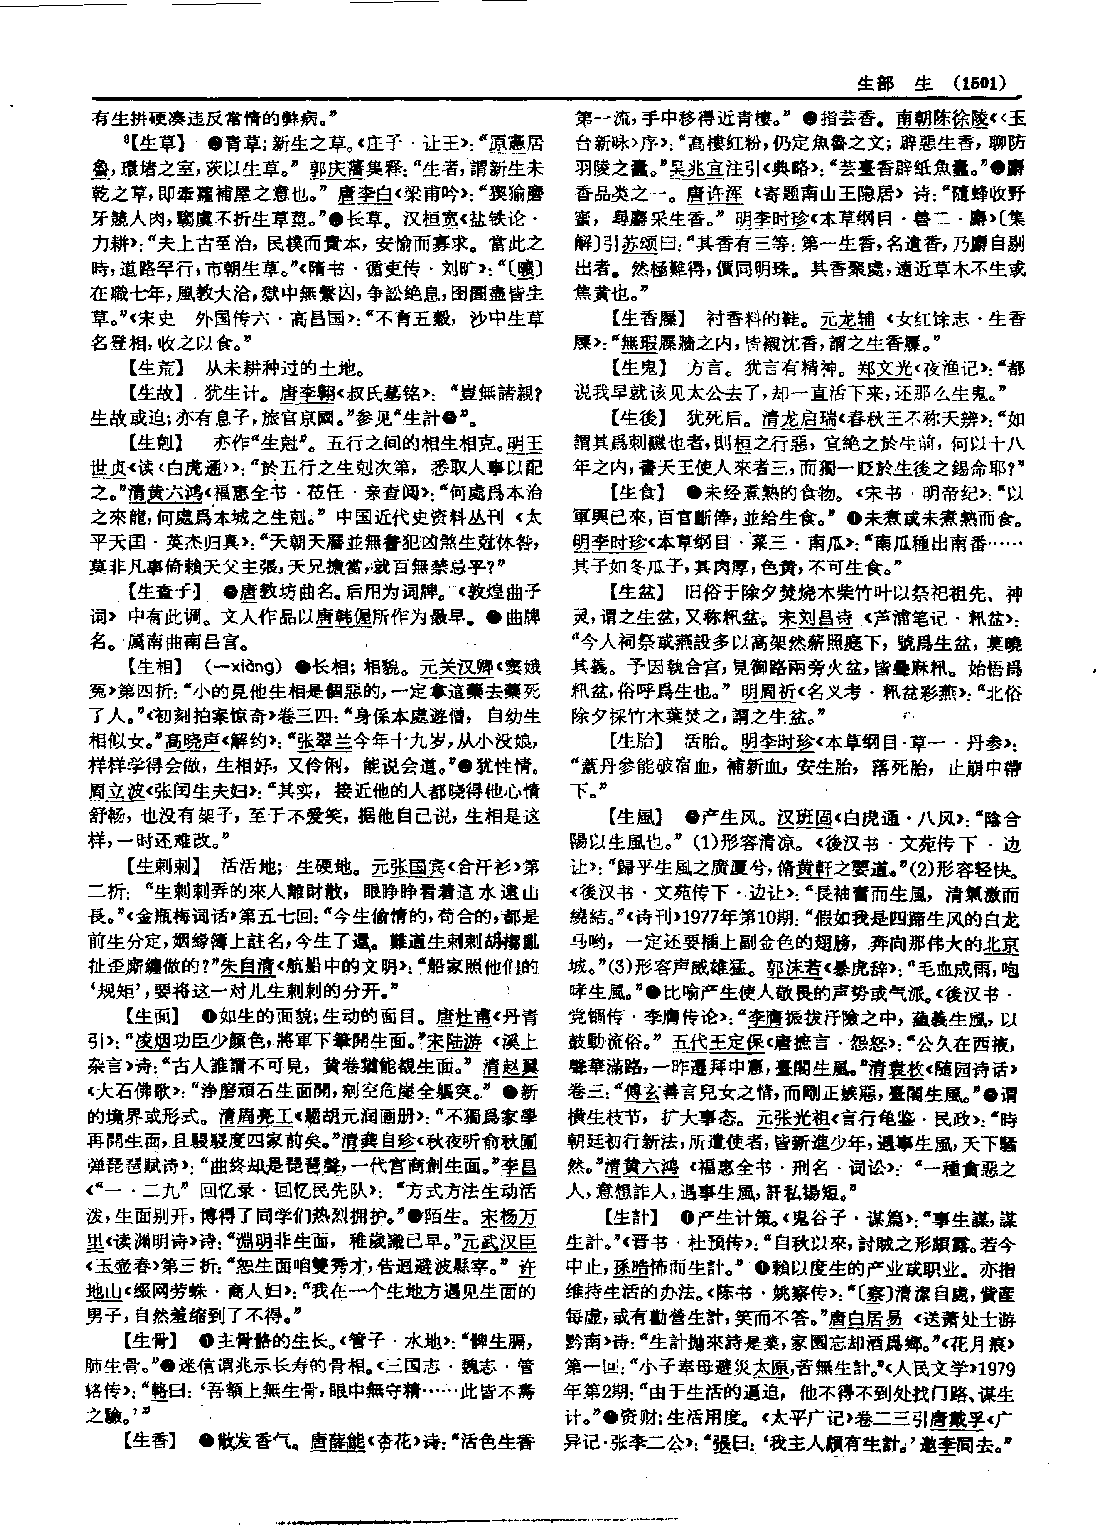 生部　生　（1501）
有生拼硬凑违反常情的弊病。”
【生草】　❶青草；新生之草。《庄子·让王》：“原憲居
魯，環堵之室，茨以生草。”郭庆藩集释：“生者，謂新生未
乾之草，即牽蘿補屋之意也。”唐李白《梁甫吟》：“猰㺄磨
牙競人肉，騶虞不折生草莖。”❷长草。汉桓宽《盐铁论·
力耕》：“夫上古至治，民樸而貴本，安愉而寡求。當此之
時，道路罕行，市朝生草。”《隋书·循吏传·刘旷》：“〔曠〕
在職七年，風教大洽，獄中無繫囚，争訟絶息，囹圄盡皆生
草。”《宋史　外国传六·高昌国》：“不育五穀，沙中生草
名登相，收之以食。”
【生荒】　从未耕种过的土地。
【生故】　犹生计。唐李翱《叔氏墓铭》：“豈無諸親？
生故或迫；亦有息子，旅宦京國。”参见“生計❷”。
【生剋】　亦作“生尅”。五行之间的相生相克。明王
世贞《读〈白虎通〉》：“於五行之生剋次第，悉取人事以配
之。”清黄六鸿《福惠全书·莅任·亲查阅》：“何處爲本治
之來龍，何處爲本城之生剋。”中国近代史资料丛刊《太
平天囯·英杰归真》：“天朝天曆並無書犯凶煞生尅休咎，
莫非凡事倚賴天父主張，天兄擔當，就百無禁忌乎？”
【生查子】　❶唐教坊曲名。后用为词牌。《敦煌曲子
词》中有此调。文人作品以唐韩偓所作为最早。❷曲牌
名。属南曲南吕宫。
【生相】　（—xiàng）❶长相；相貌。元关汉卿《窦娥
冤》第四折：“小的見他生相是個惡的，一定拿這藥去藥死
了人。”《初刻拍案惊奇》卷三四：“身係本處遊僧，自幼生
相似女。”高晓声《解约》：“张翠兰今年十九岁，从小没娘，
样样学得会做，生相好，又伶俐，能说会道。”❷犹性情。
周立波《张闰生夫妇》：“其实，接近他的人都晓得他心情
舒畅，也没有架子，至于不爱笑，据他自己说，生相是这
样，一时还难改。”
【生剌剌】　活活地；生硬地。元张国宾《合汗衫》第
二折：“生剌剌弄的來人離財散，眼睁睁看着這水遠山
長。”《金瓶梅词话》第五七回：“今生偷情的，苟合的，都是
前生分定，姻緣簿上註名，今生了還。難道生剌剌胡搊亂
扯歪厮纏做的？”朱自清《航船中的文明》：“船家照他们的
‘规矩’，要将这一对儿生剌剌的分开。”
【生面】　❶如生的面貌；生动的面目。唐杜甫《丹青
引》：“凌烟功臣少顏色，將軍下筆開生面。”宋陆游《溪上
杂言》诗：“古人誰謂不可見，黄卷猶能覿生面。”清赵翼
《大石佛歌》：“浄磨頑石生面開，剜空危崖全軀突。”❷新
的境界或形式。清周亮工《题胡元润画册》：“不獨爲家學
再開生面，且駸駸度四家前矣。”清龚自珍《秋夜听俞秋圃
弹琵琶賦诗》：“曲终却是琵琶聲，一代宫商創生面。”李昌
《“一·二九”回忆录·回忆民先队》：“方式方法生动活
泼，生面别开，博得了同学们热烈拥护。”❸陌生。宋杨万
里《读渊明诗》诗：“淵明非生面，稚歲識已早。”元武汉臣
《玉壶春》第三折：“恕生面咱雙秀才，告迴避波縣宰。”许
地山《缀网劳蛛·商人妇》：“我在一个生地方遇见生面的
男子，自然羞缩到了不得。”
【生骨】　❶主骨骼的生长。《管子·水地》：“脾生膈，
肺生骨。”❷迷信谓兆示长寿的骨相。《三国志·魏志·管
辂传》：“輅曰：‘吾額上無生骨，眼中無守精……此皆不壽
之驗。’”
【生香】　❶散发香气。唐薛能《杏花》诗：“活色生香
第一流，手中移得近青樓。”❷指芸香。南朝陈徐陵《〈玉
台新咏〉序》：“高樓紅粉，仍定魚魯之文；辟惡生香，聊防
羽陵之蠹。”吴兆宜注引《典略》：“芸臺香辟紙魚蠹。”❸麝
香品类之一。唐许浑《寄题南山王隐居》诗：“隨蜂收野
蜜，尋麝采生香。”明李时珍《本草纲目·兽二·麝》〔集
解〕引苏颂曰：“其香有三等：第一生香，名遺香，乃麝自剔
出者。然極難得，價同明珠。其香聚處，遠近草木不生或
焦黄也。”
【生香屧】　衬香料的鞋。元龙辅《女红馀志·生香
屧》：“無瑕屧牆之内，皆襯沈香，謂之生香屧。”
【生鬼】　方言。犹言有精神。郑文光《夜渔记》：“都
说我早就该见太公去了，却一直活下来，还那么生鬼。”
【生後】　犹死后。清龙启瑞《春秋王不称天辨》：“如
謂其爲刺譏也者，則桓之行惡，宜絶之於生前，何以十八
年之内，書天王使人來者三，而獨一貶於生後之錫命耶？”
【生食】　❶未经煮熟的食物。《宋书·明帝纪》：“以
軍興已來，百官斷俸，並給生食。”❷未煮或未煮熟而食。
明李时珍《本草纲目·菜三·南瓜》：“南瓜種出南番……
其子如冬瓜子，其肉厚，色黄，不可生食。”
【生盆】　旧俗于除夕焚烧木柴竹叶以祭祀祖先、神
灵，谓之生盆，又称籸盆。宋刘昌诗《芦浦笔记·籸盆》：
“今人祠祭或燕設多以高架然薪照庭下，號爲生盆，莫曉
其義。予因執合宫，見御路兩旁火盆，皆疊麻籸。始悟爲
籸盆，俗呼爲生也。”明周祈《名义考·籸盆彩燕》：“北俗
除夕採竹木葉焚之，謂之生盆。”
【生胎】　活胎。明李时珍《本草纲目·草一·丹参》：
“蓋丹參能破宿血，補新血，安生胎，落死胎，止崩中帶
下。”
【生風】　❶产生风。汉班固《白虎通·八风》：“陰合
陽以生風也。”（1）形容清凉。《後汉书·文苑传下·边
让》：“歸乎生風之廣厦兮，脩黄軒之要道。”（2）形容轻快。
《後汉书·文苑传下·边让》：“長袖奮而生風，清氣激而
繞結。”《诗刊》1977年第10期：“假如我是四蹄生风的白龙
马哟，一定还要插上副金色的翅膀，奔向那伟大的北京
城。”（3）形容声威雄猛。郭沫若《暴虎辞》：“毛血成雨，咆
哮生風。”❷比喻产生使人敬畏的声势或气派。《後汉书·
党锢传·李膺传论》：“李膺振拔汙險之中，藴義生風，以
鼓動流俗。”五代王定保《唐摭言·怨怒》：“公久在西掖，
聲華滿路，一昨遷拜中憲，臺閣生風。”清袁枚《随园诗话》
卷三：“傅玄善言兒女之情，而剛正嫉惡，臺閣生風。”❸谓
横生枝节，扩大事态。元张光祖《言行龟鉴·民政》：“時
朝廷初行新法，所遣使者，皆新進少年，遇事生風，天下騷
然。”清黄六鸿《福惠全书·刑名·词讼》：“一種貪惡之
人，意想詐人，遇事生風，訐私揚短。”
【生計】　❶产生计策。《鬼谷子·谋篇》：“事生謀，謀
生計。”《晋书·杜预传》：“自秋以來，討賊之形頗露。若今
中止，孫晧怖而生計。”❷赖以度生的产业或职业。亦指
维持生活的办法。《陈书·姚察传》：“〔察〕清潔自處，貲産
每虚，或有勸營生計，笑而不答。”唐白居易《送萧处士游
黔南》诗：“生計抛來詩是業，家園忘却酒爲鄉。”《花月痕》
第一回：“小子奉母避災太原，苦無生計。”《人民文学》1979
年第2期：“由于生活的逼迫，他不得不到处找门路、谋生
计。”❸资财；生活用度。《太平广记》卷二三引唐戴孚《广
异记·张李二公》：“張曰：‘我主人頗有生計。’邀李同去。”